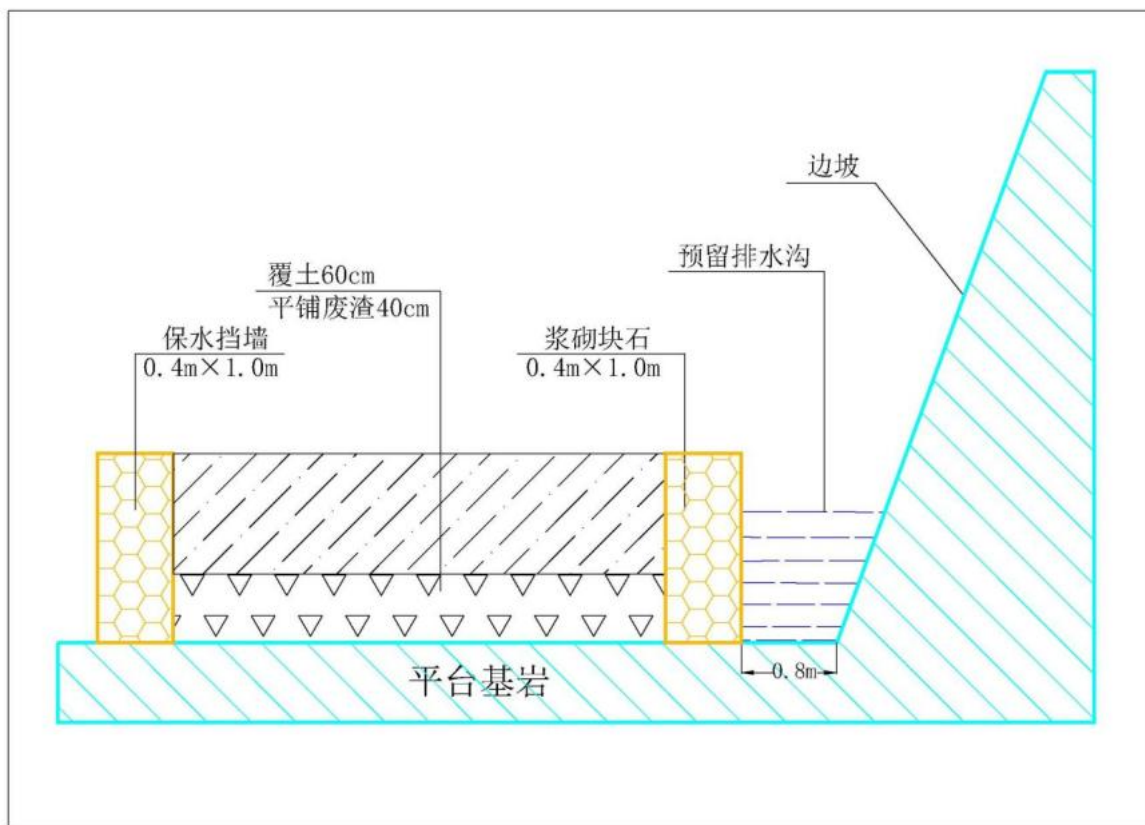 边坡
预留排水沟
覆土60cm
平铺废渣40cm
保水挡墙
0.4m×1.0m
浆砌块石
0.4m×1.0m
平台基岩
0.8m